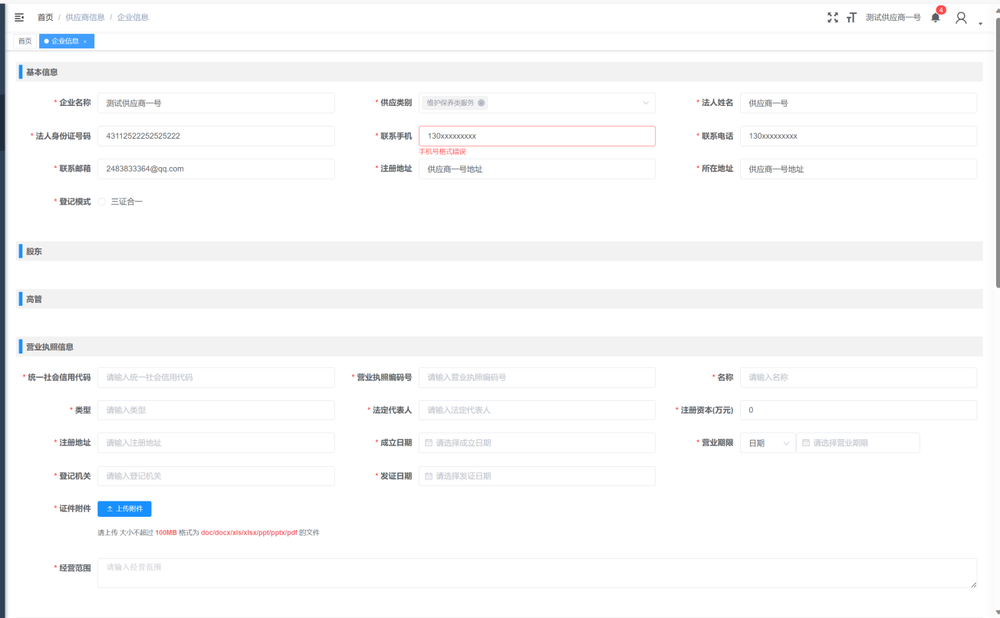 首页 / 供应商信息 / 企业信息 测试供应商一号 4
首页 企业信息 ×
基本信息
* 企业名称 测试供应商一号 * 供应类别 维护保养类服务 * 法人姓名 供应商一号
* 法人身份证号码 43112522252525222 * 联系手机 130xxxxxxxxx * 联系电话 130xxxxxxxxx
手机号格式错误
* 联系邮箱 2483833364@qq.com * 注册地址 供应商一号地址 * 所在地址 供应商一号地址
* 登记模式 三证合一
股东
高管
营业执照信息
* 统一社会信用代码 请输入统一社会信用代码 * 营业执照编码号 请输入营业执照编码号 * 名称 请输入名称
* 类型 请输入类型 * 法定代表人 请输入法定代表人 * 注册资本(万元) 0
* 注册地址 请输入注册地址 * 成立日期 请选择成立日期 * 营业期限 日期 请选择营业期限
* 登记机关 请输入登记机关 * 发证日期 请选择发证日期
* 证件附件 上传附件
请上传 大小不超过 100MB 格式为 doc/docx/xls/xlsx/ppt/pptx/pdf 的文件
* 经营范围 请输入经营范围